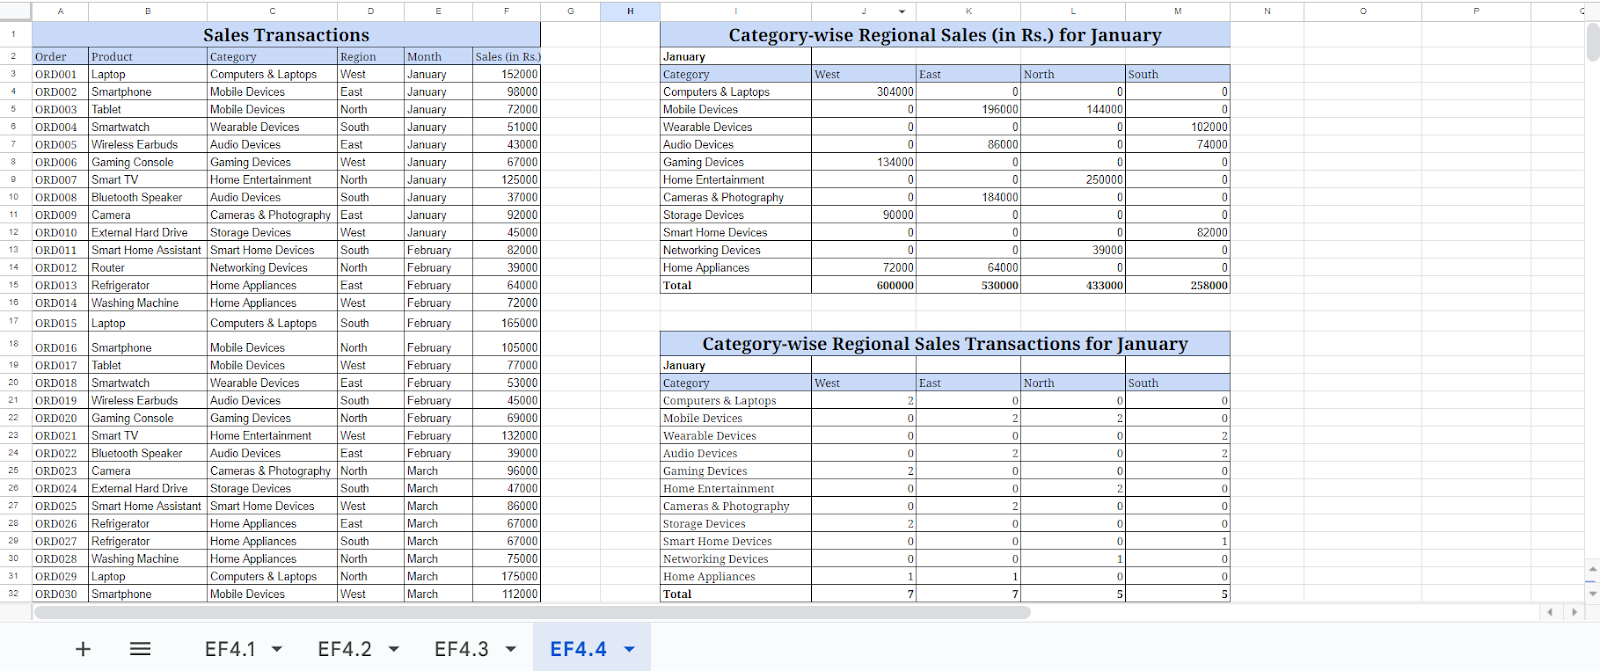 A B C D E F G H I J K L M N O P
1 Sales Transactions Category-wise Regional Sales (in Rs.) for January
2 Order Product Category Region Month Sales (in Rs.) January
3 ORD001 Laptop Computers & Laptops West January 152000 Category West East North South
4 ORD002 Smartphone Mobile Devices East January 98000 Computers & Laptops 304000 0 0 0
5 ORD003 Tablet Mobile Devices North January 72000 Mobile Devices 0 196000 144000 0
6 ORD004 Smartwatch Wearable Devices South January 51000 Wearable Devices 0 0 0 102000
7 ORD005 Wireless Earbuds Audio Devices East January 43000 Audio Devices 0 86000 0 74000
8 ORD006 Gaming Console Gaming Devices West January 67000 Gaming Devices 134000 0 0 0
9 ORD007 Smart TV Home Entertainment North January 125000 Home Entertainment 0 0 250000 0
10 ORD008 Bluetooth Speaker Audio Devices South January 37000 Cameras & Photography 0 184000 0 0
11 ORD009 Camera Cameras & Photography East January 92000 Storage Devices 90000 0 0 0
12 ORD010 External Hard Drive Storage Devices West January 45000 Smart Home Devices 0 0 0 82000
13 ORD011 Smart Home Assistant Smart Home Devices South February 82000 Networking Devices 0 0 39000 0
14 ORD012 Router Networking Devices North February 39000 Home Appliances 72000 64000 0 0
15 ORD013 Refrigerator Home Appliances East February 64000 Total 600000 530000 433000 258000
16 ORD014 Washing Machine Home Appliances West February 72000
17 ORD015 Laptop Computers & Laptops South February 165000
18 ORD016 Smartphone Mobile Devices North February 105000 Category-wise Regional Sales Transactions for January
19 ORD017 Tablet Mobile Devices West February 77000 January
20 ORD018 Smartwatch Wearable Devices East February 53000 Category West East North South
21 ORD019 Wireless Earbuds Audio Devices South February 45000 Computers & Laptops 2 0 0 0
22 ORD020 Gaming Console Gaming Devices North February 69000 Mobile Devices 0 2 2 0
23 ORD021 Smart TV Home Entertainment West February 132000 Wearable Devices 0 0 0 2
24 ORD022 Bluetooth Speaker Audio Devices East February 39000 Audio Devices 0 2 0 2
25 ORD023 Camera Cameras & Photography North March 96000 Gaming Devices 2 0 0 0
26 ORD024 External Hard Drive Storage Devices South March 47000 Home Entertainment 0 0 2 0
27 ORD025 Smart Home Assistant Smart Home Devices West March 86000 Cameras & Photography 0 2 0 0
28 ORD026 Refrigerator Home Appliances East March 67000 Storage Devices 2 0 0 0
29 ORD027 Refrigerator Home Appliances South March 67000 Smart Home Devices 0 0 0 1
30 ORD028 Washing Machine Home Appliances North March 75000 Networking Devices 0 0 1 0
31 ORD029 Laptop Computers & Laptops North March 175000 Home Appliances 1 1 0 0
32 ORD030 Smartphone Mobile Devices West March 112000 Total 7 7 5 5
EF4.1 EF4.2 EF4.3 EF4.4